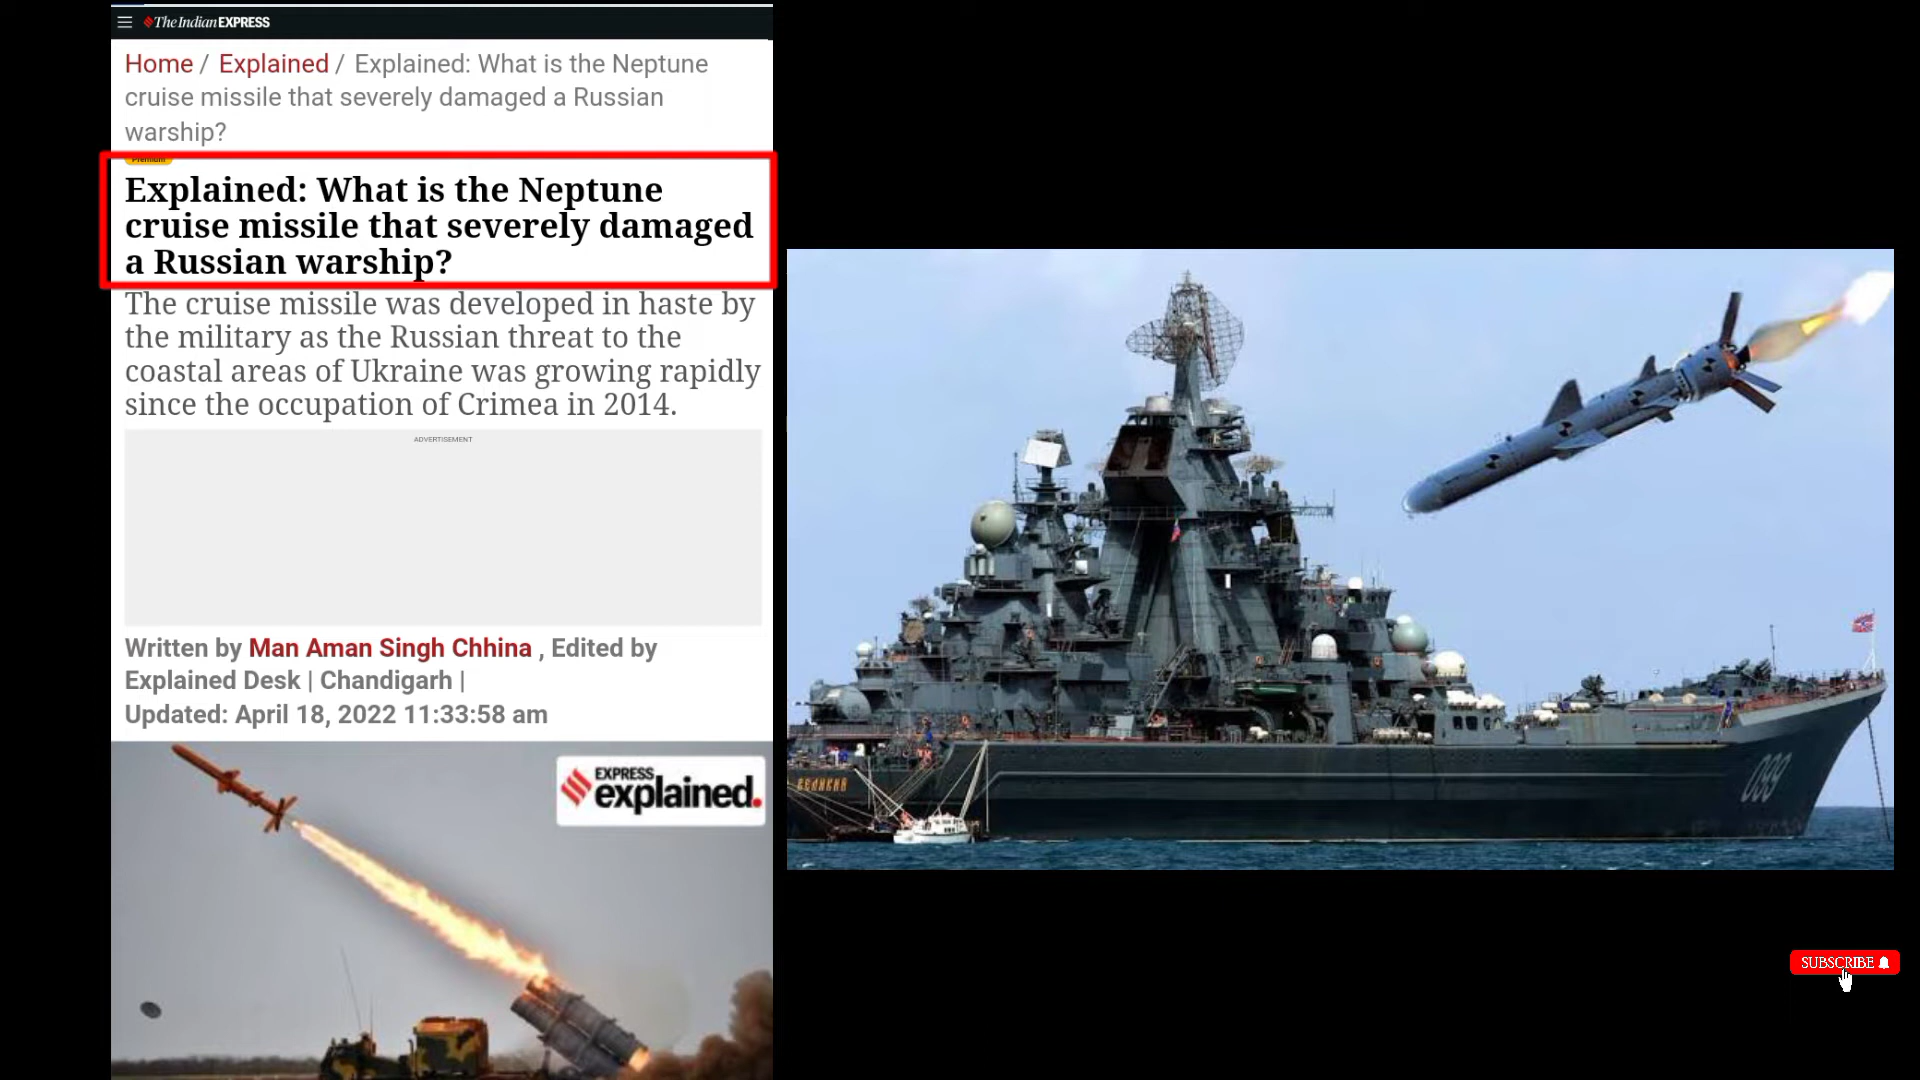 The Indian EXPRESS
Home / Explained / Explained: What is the Neptune
cruise missile that severely damaged a Russian
warship?
Premium
Explained: What is the Neptune
cruise missile that severely damaged
a Russian warship?
The cruise missile was developed in haste by
the military as the Russian threat to the
coastal areas of Ukraine was growing rapidly
since the occupation of Crimea in 2014.
ADVERTISEMENT
Written by Man Aman Singh Chhina , Edited by
Explained Desk | Chandigarh |
Updated: April 18, 2022 11:33:58 am
EXPRESS
explained.
ВЕЛИКИЙ
099
SUBSCRIBE